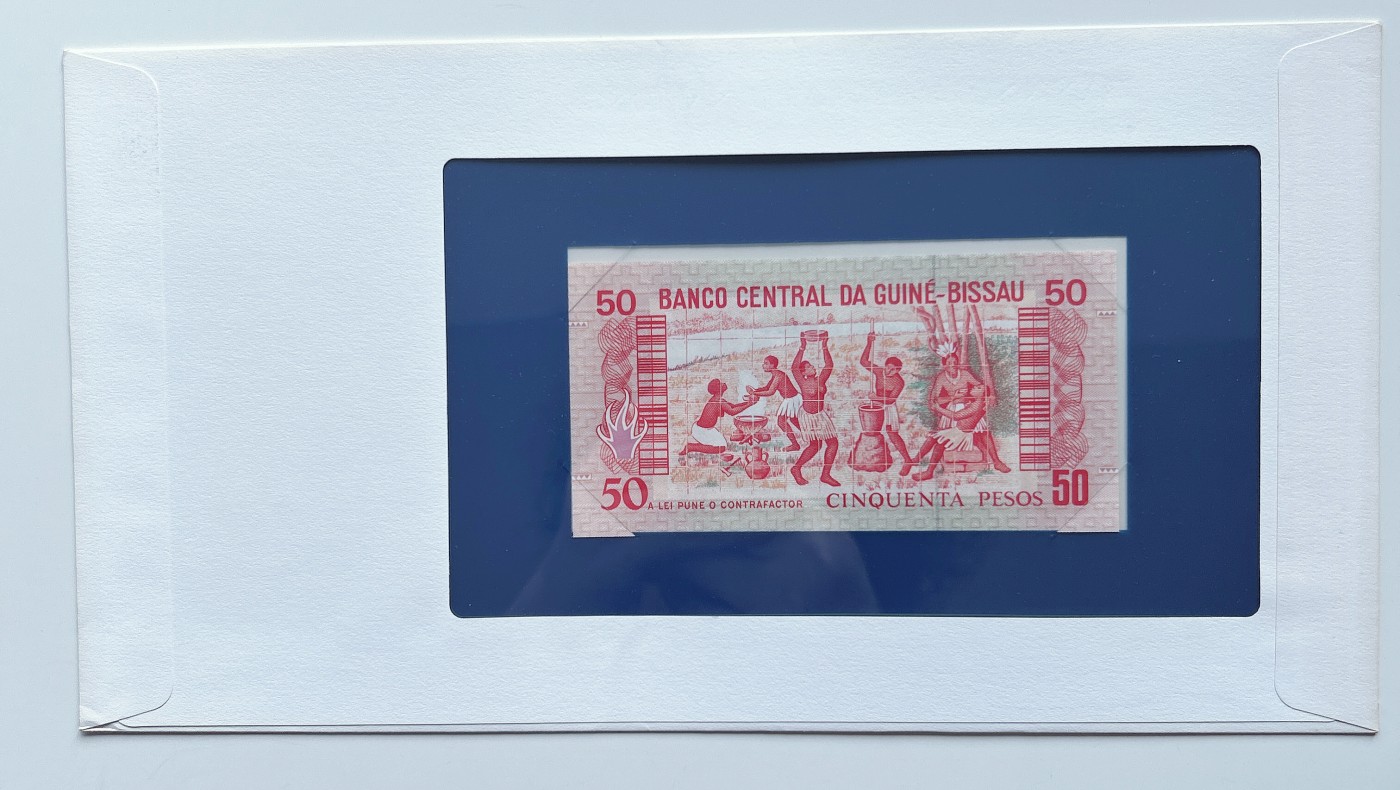 50 BANCO CENTRAL DA GUINÉ-BISSAU 50
50 A LEI PUNE O CONTRAFACTOR CINQUENTA PESOS 50